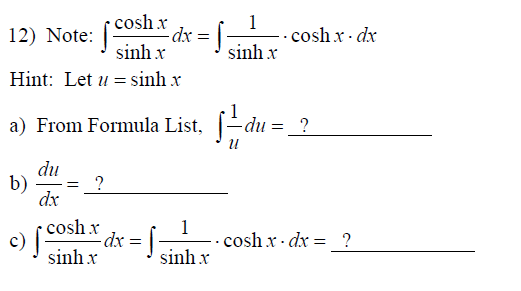 12) Note: ∫ cosh x / sinh x dx = ∫ 1 / sinh x · cosh x · dx
Hint: Let u = sinh x
a) From Formula List, ∫ 1 / u du = ?
b) du / dx = ?
c) ∫ cosh x / sinh x dx = ∫ 1 / sinh x · cosh x · dx = ?